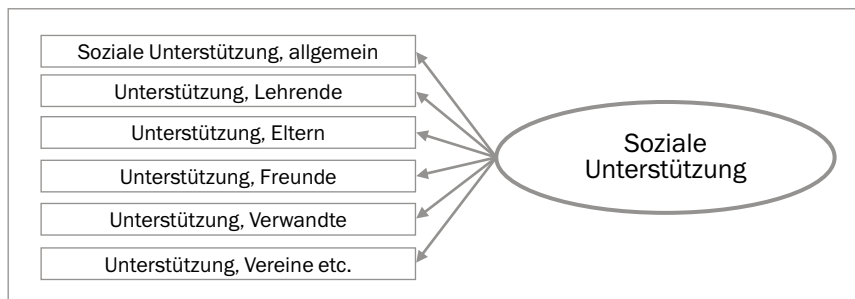 Soziale Unterstützung, allgemein
Unterstützung, Lehrende
Unterstützung, Eltern
Unterstützung, Freunde
Unterstützung, Verwandte
Unterstützung, Vereine etc.
Soziale
Unterstützung